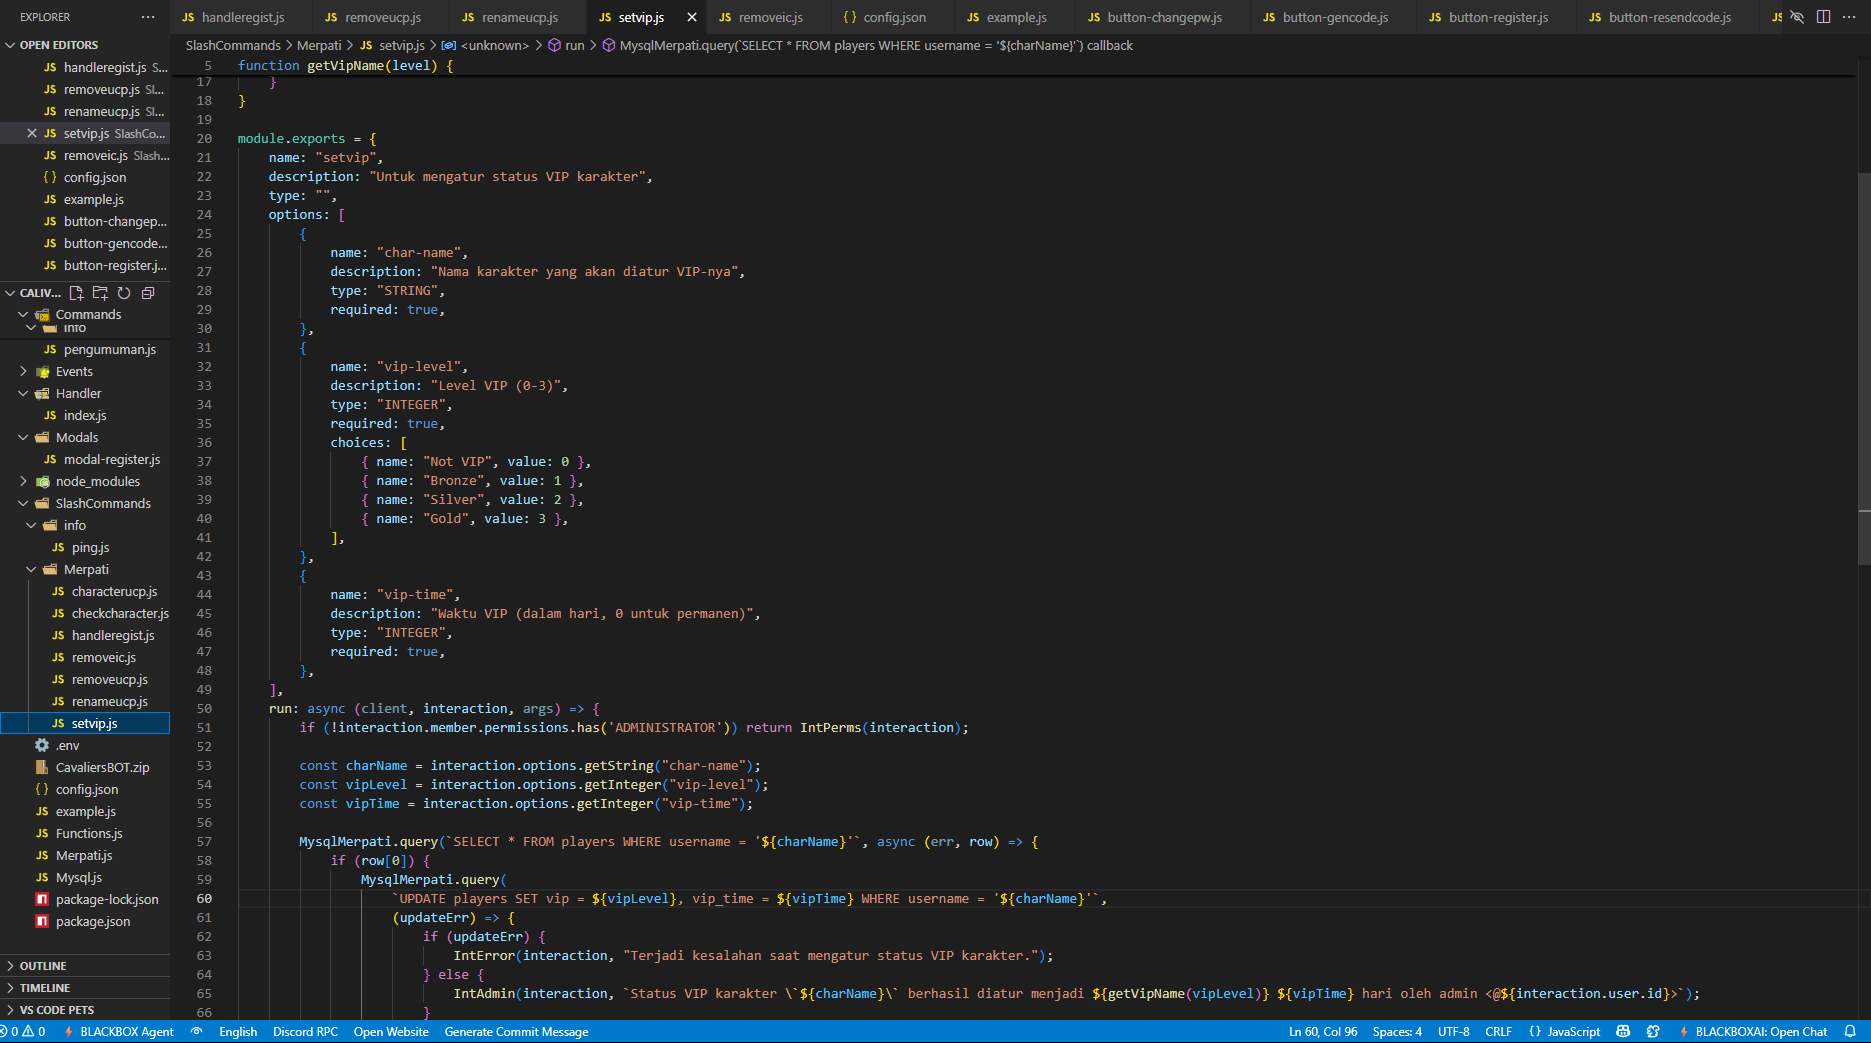 EXPLORER
handleregist.js
removeucp.js
renameucp.js
setvip.js
removeic.js
config.json
example.js
button-changepw.js
button-gencode.js
button-register.js
button-resendcode.js
JS
OPEN EDITORS
JS handleregist.js S...
JS removeucp.js Sl...
JS renameucp.js Sl...
JS setvip.js SlashCo...
JS removeic.js Slash...
{ } config.json
JS example.js
JS button-changep...
JS button-gencode...
JS button-register.j...
CALIV...
Commands
info
JS pengumuman.js
Events
Handler
JS index.js
Modals
JS modal-register.js
node_modules
SlashCommands
info
JS ping.js
Merpati
JS characterucp.js
JS checkcharacter.js
JS handleregist.js
JS removeic.js
JS removeucp.js
JS renameucp.js
JS setvip.js
.env
CavaliersBOT.zip
{ } config.json
JS example.js
JS Functions.js
JS Merpati.js
JS Mysql.js
package-lock.json
package.json
OUTLINE
TIMELINE
VS CODE PETS
SlashCommands > Merpati > JS setvip.js > <unknown> > run > MysqlMerpati.query(`SELECT * FROM players WHERE username = '${charName}'`) callback
5 function getVipName(level) {
17 }
18 }
19
20 module.exports = {
21 name: "setvip",
22 description: "Untuk mengatur status VIP karakter",
23 type: "",
24 options: [
25 {
26 name: "char-name",
27 description: "Nama karakter yang akan diatur VIP-nya",
28 type: "STRING",
29 required: true,
30 },
31 {
32 name: "vip-level",
33 description: "Level VIP (0-3)",
34 type: "INTEGER",
35 required: true,
36 choices: [
37 { name: "Not VIP", value: 0 },
38 { name: "Bronze", value: 1 },
39 { name: "Silver", value: 2 },
40 { name: "Gold", value: 3 },
41 ],
42 },
43 {
44 name: "vip-time",
45 description: "Waktu VIP (dalam hari, 0 untuk permanen)",
46 type: "INTEGER",
47 required: true,
48 },
49 ],
50 run: async (client, interaction, args) => {
51 if (!interaction.member.permissions.has('ADMINISTRATOR')) return IntPerms(interaction);
52
53 const charName = interaction.options.getString("char-name");
54 const vipLevel = interaction.options.getInteger("vip-level");
55 const vipTime = interaction.options.getInteger("vip-time");
56
57 MysqlMerpati.query(`SELECT * FROM players WHERE username = '${charName}'`, async (err, row) => {
58 if (row[0]) {
59 MysqlMerpati.query(
60 `UPDATE players SET vip = ${vipLevel}, vip_time = ${vipTime} WHERE username = '${charName}'`,
61 (updateErr) => {
62 if (updateErr) {
63 IntError(interaction, "Terjadi kesalahan saat mengatur status VIP karakter.");
64 } else {
65 IntAdmin(interaction, `Status VIP karakter \`${charName}\` berhasil diatur menjadi ${getVipName(vipLevel)} ${vipTime} hari oleh admin <@${interaction.user.id}>`);
66 }
0 0 BLACKBOX Agent English Discord RPC Open Website Generate Commit Message Ln 60, Col 96 Spaces: 4 UTF-8 CRLF { } JavaScript BLACKBOXAI: Open Chat